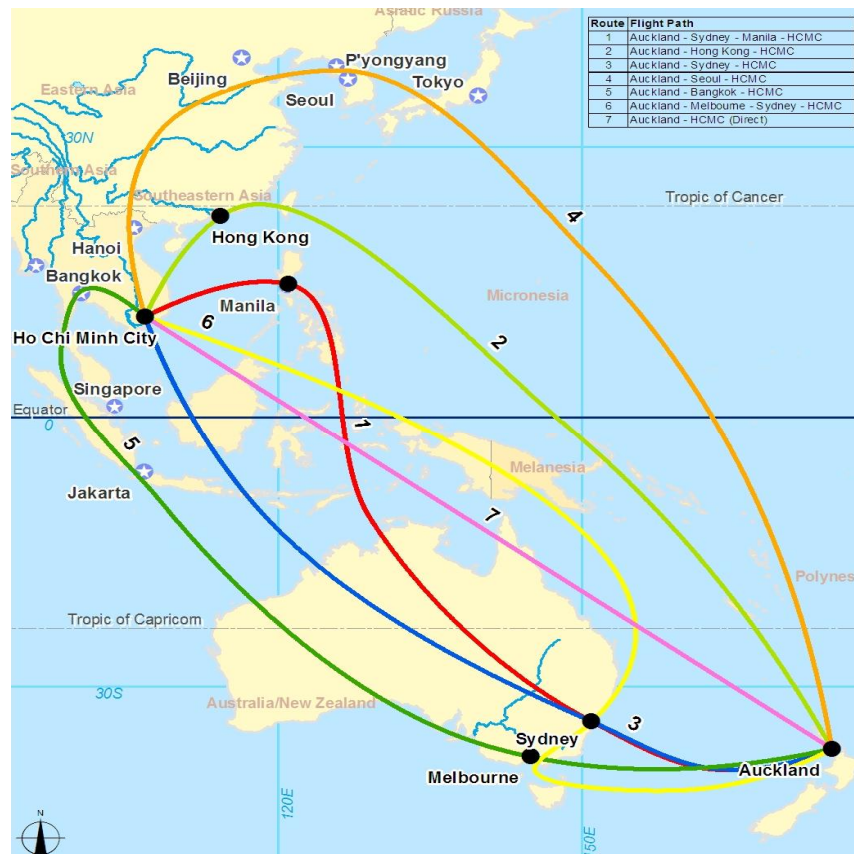 Asiatic Russia
Route Flight Path
1 Auckland - Sydney - Manila - HCMC
2 Auckland - Hong Kong - HCMC
3 Auckland - Sydney - HCMC
4 Auckland - Seoul - HCMC
5 Auckland - Bangkok - HCMC
6 Auckland - Melbourne - Sydney - HCMC
7 Auckland - HCMC (Direct)
P'yongyang
Beijing
Tokyo
Eastern Asia
Seoul
30N
Southern Asia
Southeastern Asia
Tropic of Cancer
4
Hong Kong
Hanoi
Bangkok
Micronesia
Manila
6
2
Ho Chi Minh City
Singapore
Equator
0
1
5
Melanesia
Jakarta
7
Polynes
Tropic of Capricorn
30S
Australia/New Zealand
3
Sydney
Melbourne
Auckland
120E
150E
N